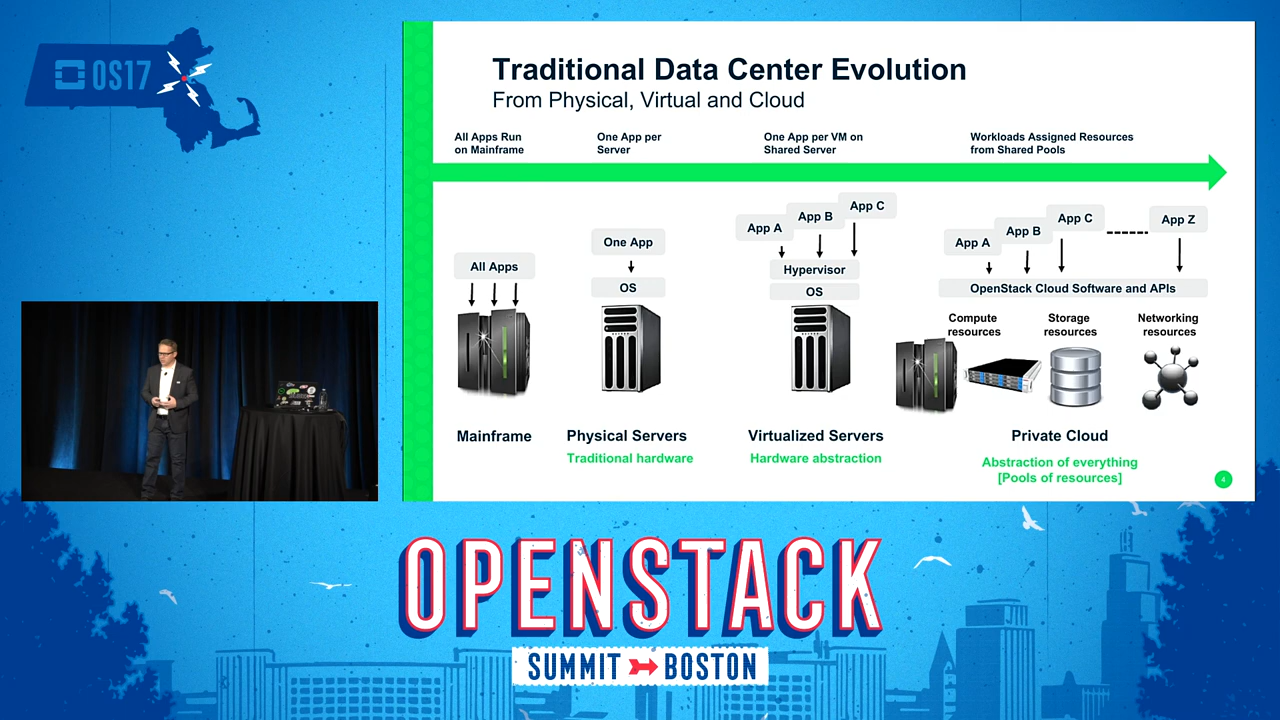 OS17
Traditional Data Center Evolution
From Physical, Virtual and Cloud
All Apps Run
on Mainframe
One App per
Server
One App per VM on
Shared Server
Workloads Assigned Resources
from Shared Pools
All Apps
One App
OS
App A
App B
App C
Hypervisor
OS
App A
App B
App C
App Z
OpenStack Cloud Software and APIs
Compute
resources
Storage
resources
Networking
resources
Mainframe
Physical Servers
Traditional hardware
Virtualized Servers
Hardware abstraction
Private Cloud
Abstraction of everything
[Pools of resources]
4
OPENSTACK
SUMMIT BOSTON